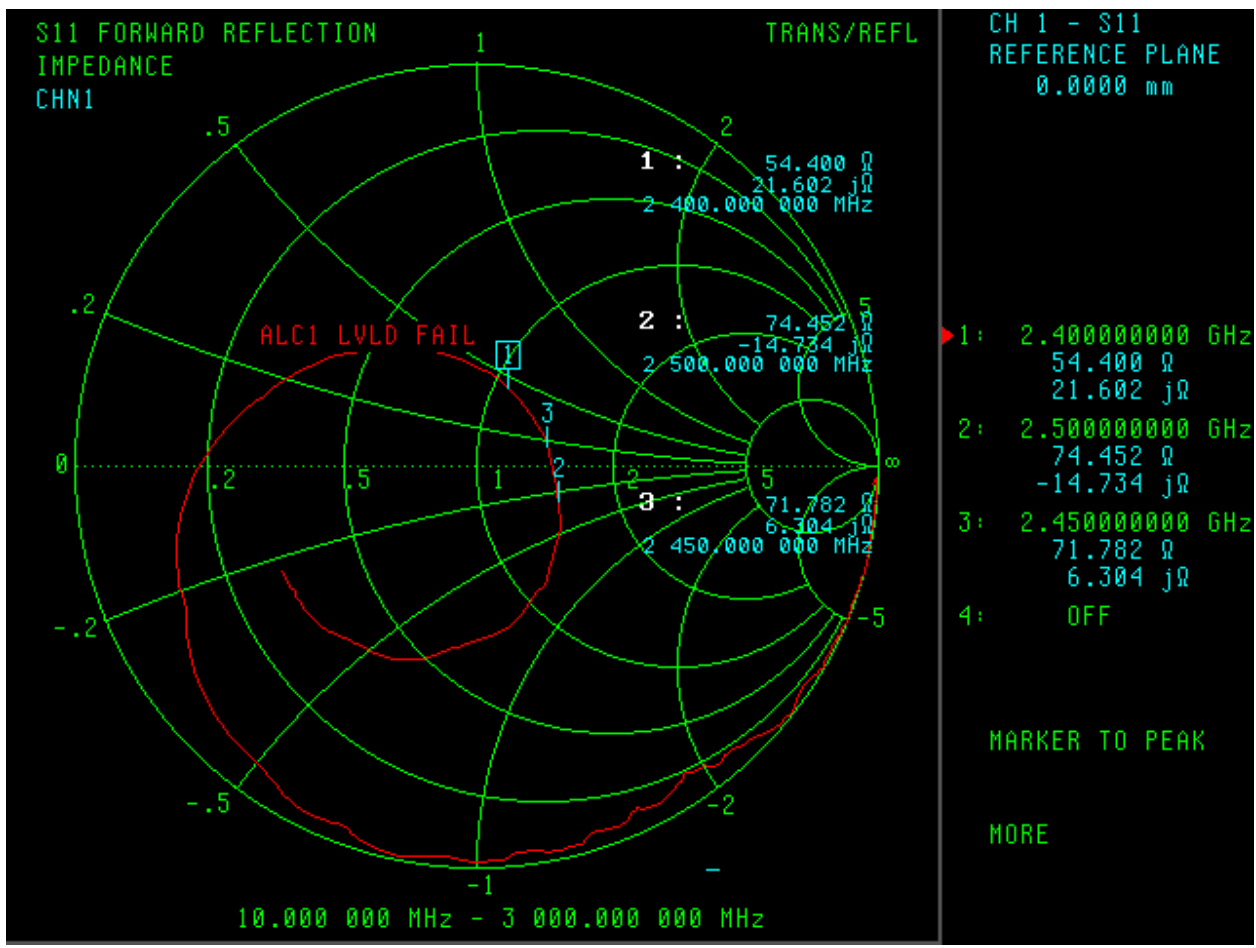 S11 FORWARD REFLECTION
IMPEDANCE
CHN1
TRANS/REFL
1
.5
2
1 :
54.400 Ω
21.602 jΩ
2 400.000 000 MHz
.2
5
ALC1 LVLD FAIL
2 :
74.452 Ω
-14.734 jΩ
2 500.000 000 MHz
1
3
2
0
.2
.5
1
2
5
∞
3 :
71.782 Ω
6.304 jΩ
2 450.000 000 MHz
-.2
-5
-.5
-2
-1
10.000 000 MHz - 3 000.000 000 MHz
CH 1 - S11
REFERENCE PLANE
0.0000 mm
1: 2.400000000 GHz
54.400 Ω
21.602 jΩ
2: 2.500000000 GHz
74.452 Ω
-14.734 jΩ
3: 2.450000000 GHz
71.782 Ω
6.304 jΩ
4: OFF
MARKER TO PEAK
MORE